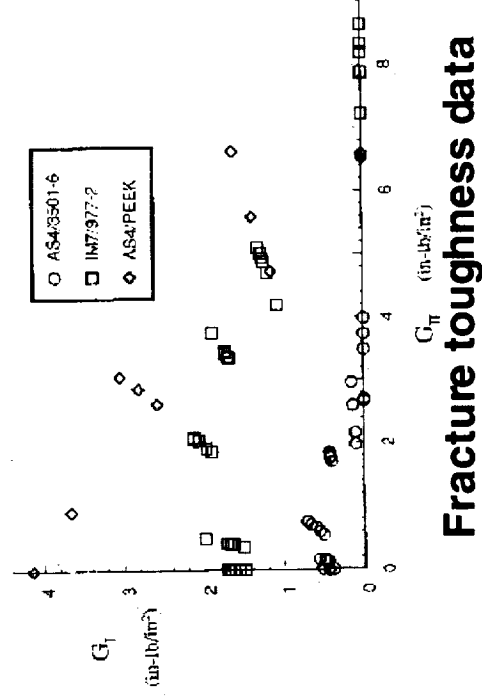 AS4/3501-6
IM7/977-2
AS4/PEEK
G_I
(in-lb/in²)
4
3
2
1
0
0
2
4
6
8
G_II
(in-lb/in²)
Fracture toughness data